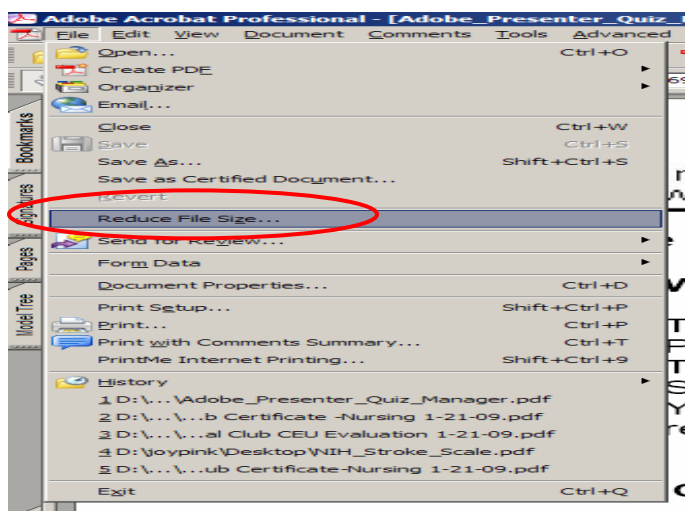 Adobe Acrobat Professional - [Adobe_Presenter_Quiz_
File Edit View Document Comments Tools Advanced
Open... Ctrl+O
Create PDF
Organizer
Email...
Close Ctrl+W
Save Ctrl+S
Save As... Shift+Ctrl+S
Save as Certified Document...
Revert
Reduce File Size...
Send for Review...
Form Data
Document Properties... Ctrl+D
Print Setup... Shift+Ctrl+P
Print... Ctrl+P
Print with Comments Summary... Ctrl+T
PrintMe Internet Printing... Shift+Ctrl+9
History
1 D:\...\Adobe_Presenter_Quiz_Manager.pdf
2 D:\...\...b Certificate -Nursing 1-21-09.pdf
3 D:\...\...al Club CEU Evaluation 1-21-09.pdf
4 D:\joypink\Desktop\NIH_Stroke_Scale.pdf
5 D:\...\...ub Certificate-Nursing 1-21-09.pdf
Exit Ctrl+Q
Bookmarks
Signatures
Pages
Model Tree